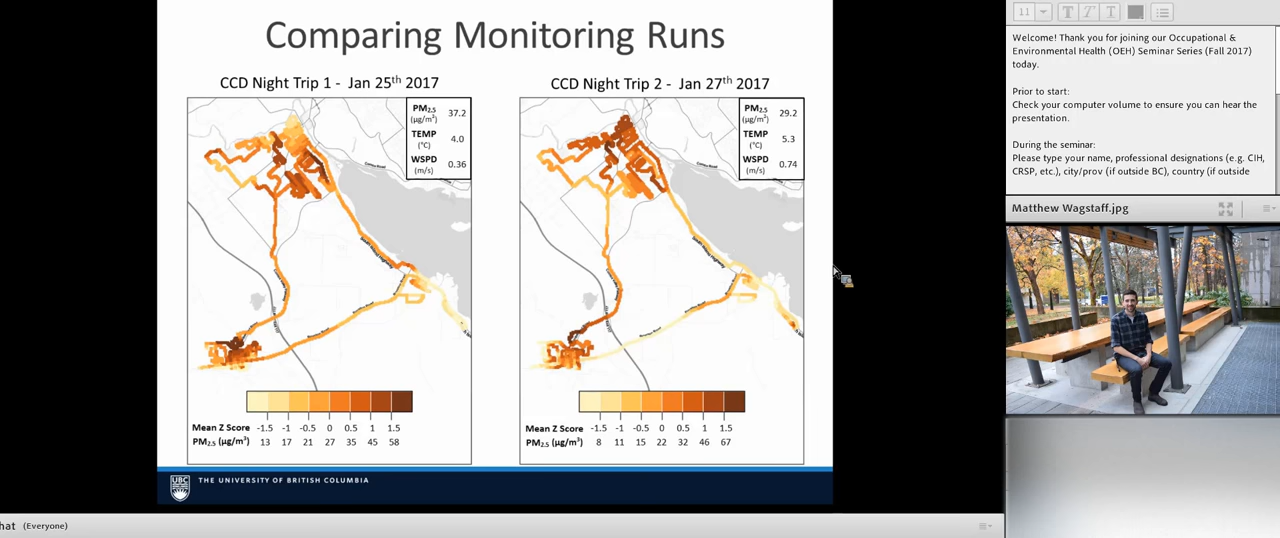 Comparing Monitoring Runs
CCD Night Trip 1 - Jan 25th 2017
PM2.5 37.2
(µg/m³)
TEMP 4.0
(°C)
WSPD 0.36
(m/s)
Mean Z Score -1.5 -1 -0.5 0 0.5 1 1.5
PM2.5 (µg/m³) 13 17 21 27 35 45 58
CCD Night Trip 2 - Jan 27th 2017
PM2.5 29.2
(µg/m³)
TEMP 5.3
(°C)
WSPD 0.74
(m/s)
Mean Z Score -1.5 -1 -0.5 0 0.5 1 1.5
PM2.5 (µg/m³) 8 11 15 22 32 46 67
UBC
THE UNIVERSITY OF BRITISH COLUMBIA
hat (Everyone)
11
T T T
Welcome! Thank you for joining our Occupational &
Environmental Health (OEH) Seminar Series (Fall 2017)
today.
Prior to start:
Check your computer volume to ensure you can hear the
presentation.
During the seminar:
Please type your name, professional designations (e.g. CIH,
CRSP, etc.), city/prov (if outside BC), country (if outside
Matthew Wagstaff.jpg